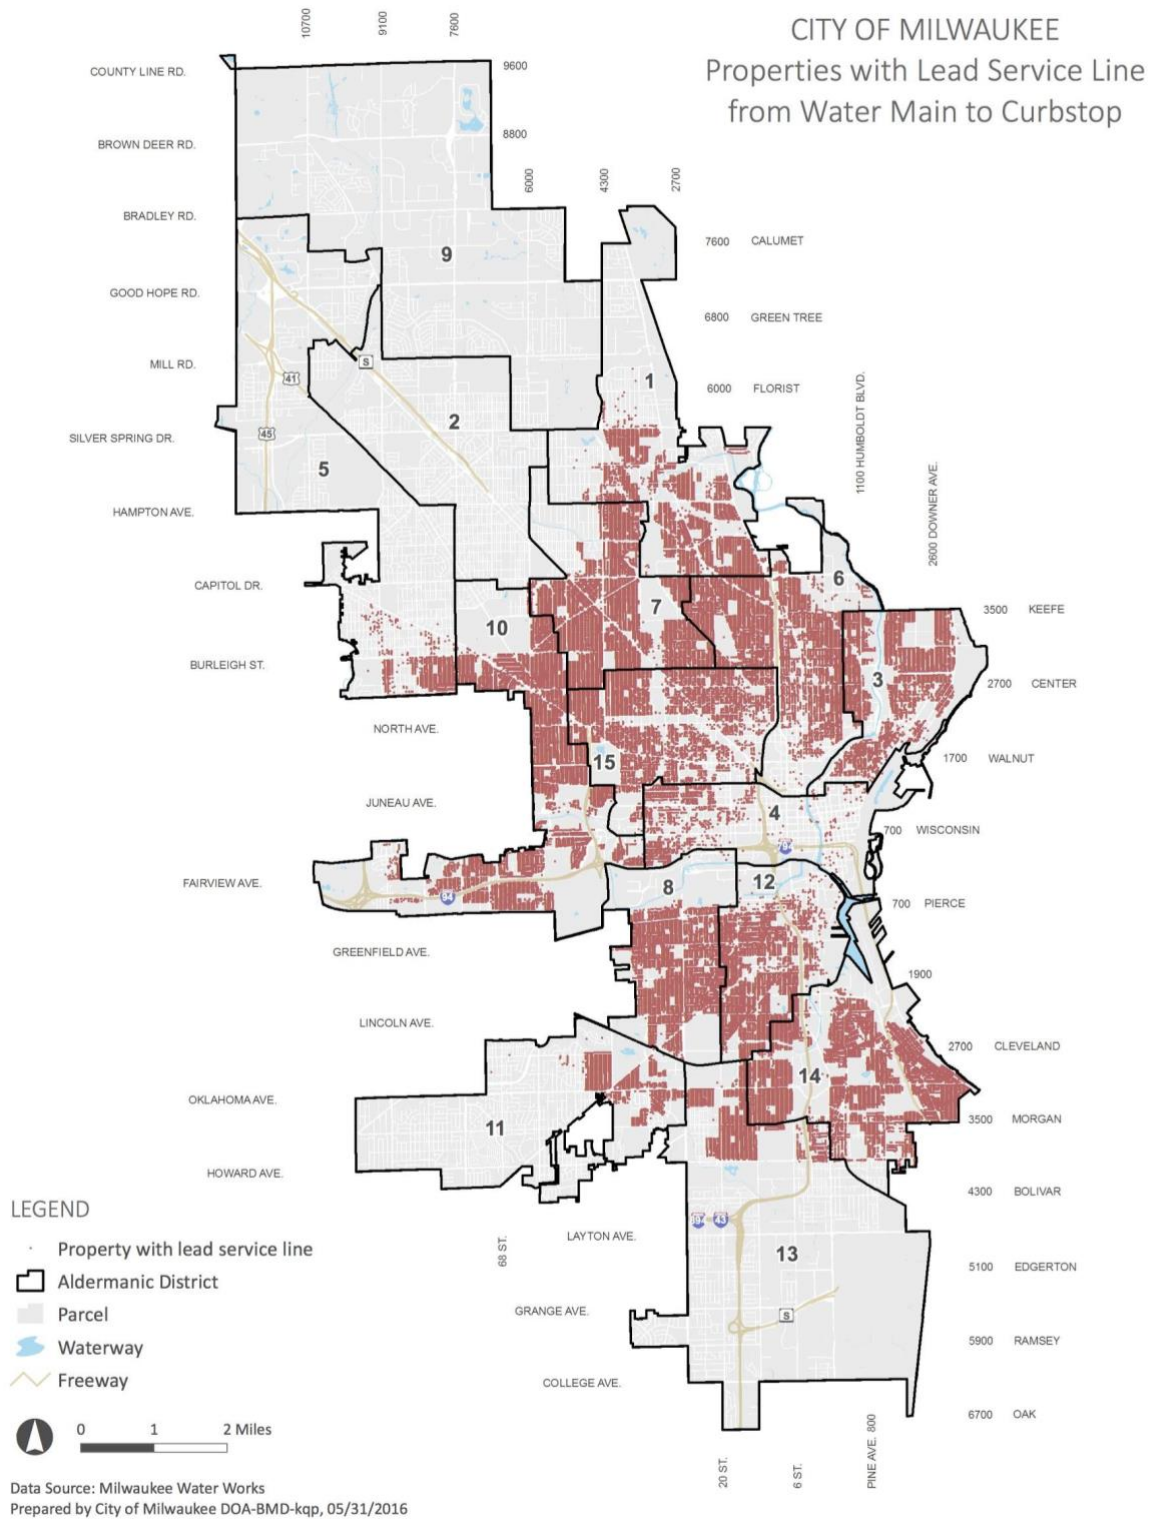 CITY OF MILWAUKEE
Properties with Lead Service Line
from Water Main to Curbstop
10700
9100
7600
COUNTY LINE RD.
9600
BROWN DEER RD.
8800
6000
4300
2700
BRADLEY RD.
9
7600 CALUMET
GOOD HOPE RD.
6800 GREEN TREE
MILL RD.
S
41
1
6000 FLORIST
1100 HUMBOLDT BLVD.
2
SILVER SPRING DR.
45
5
2600 DOWNER AVE.
HAMPTON AVE.
CAPITOL DR.
6
7
3500 KEEFE
10
BURLEIGH ST.
3
2700 CENTER
NORTH AVE.
15
1700 WALNUT
JUNEAU AVE.
4
700 WISCONSIN
794
FAIRVIEW AVE.
8
12
94
700 PIERCE
GREENFIELD AVE.
1900
LINCOLN AVE.
2700 CLEVELAND
14
OKLAHOMA AVE.
11
3500 MORGAN
HOWARD AVE.
4300 BOLIVAR
LEGEND
Property with lead service line
Aldermanic District
Parcel
Waterway
Freeway
68 ST.
LAYTON AVE.
43
13
5100 EDGERTON
GRANGE AVE.
S
5900 RAMSEY
COLLEGE AVE.
6700 OAK
0 1 2 Miles
20 ST.
6 ST.
PINE AVE. 800
Data Source: Milwaukee Water Works
Prepared by City of Milwaukee DOA-BMD-kqp, 05/31/2016